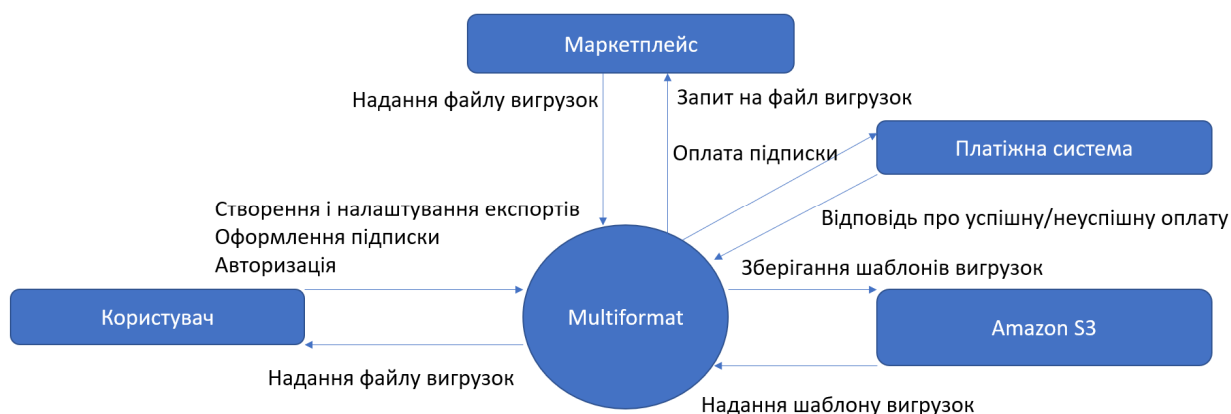 Маркетплейс
Надання файлу вигрузок
Запит на файл вигрузок
Оплата підписки
Платіжна система
Створення і налаштування експортів
Оформлення підписки
Авторизація
Відповідь про успішну/неуспішну оплату
Зберігання шаблонів вигрузок
Користувач
Multiformat
Amazon S3
Надання файлу вигрузок
Надання шаблону вигрузок